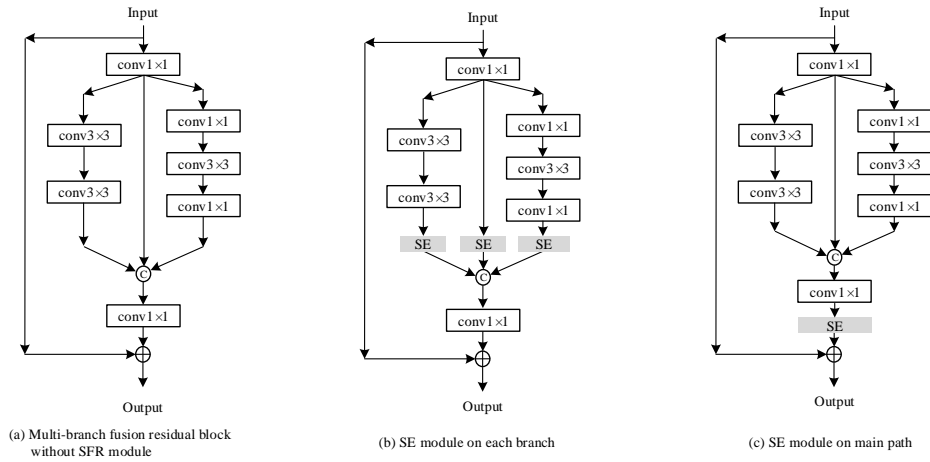 Input
conv1×1
conv3×3
conv3×3
conv1×1
conv3×3
conv1×1
C
conv1×1
Output
(a) Multi-branch fusion residual block
without SFR module
Input
conv1×1
conv3×3
conv3×3
conv1×1
conv3×3
conv1×1
SE
SE
SE
C
conv1×1
Output
(b) SE module on each branch
Input
conv1×1
conv3×3
conv3×3
conv1×1
conv3×3
conv1×1
C
conv1×1
SE
Output
(c) SE module on main path